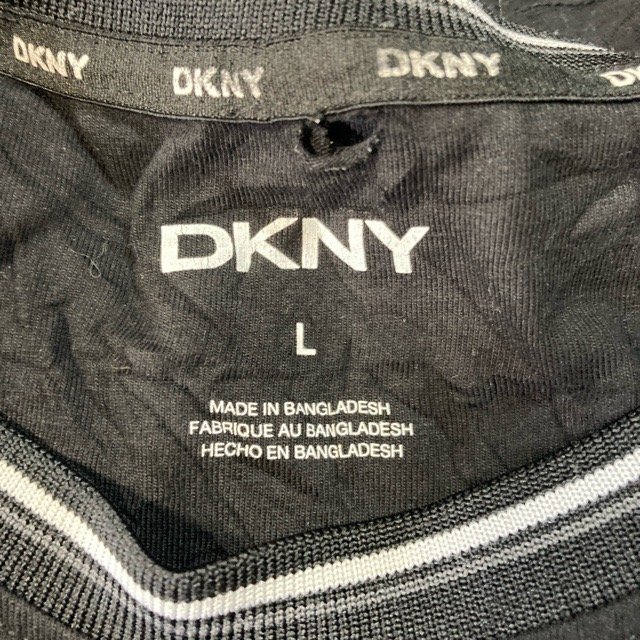 DKNY DKNY DKNY DKNY
DKNY
L
MADE IN BANGLADESH
FABRIQUE AU BANGLADESH
HECHO EN BANGLADESH